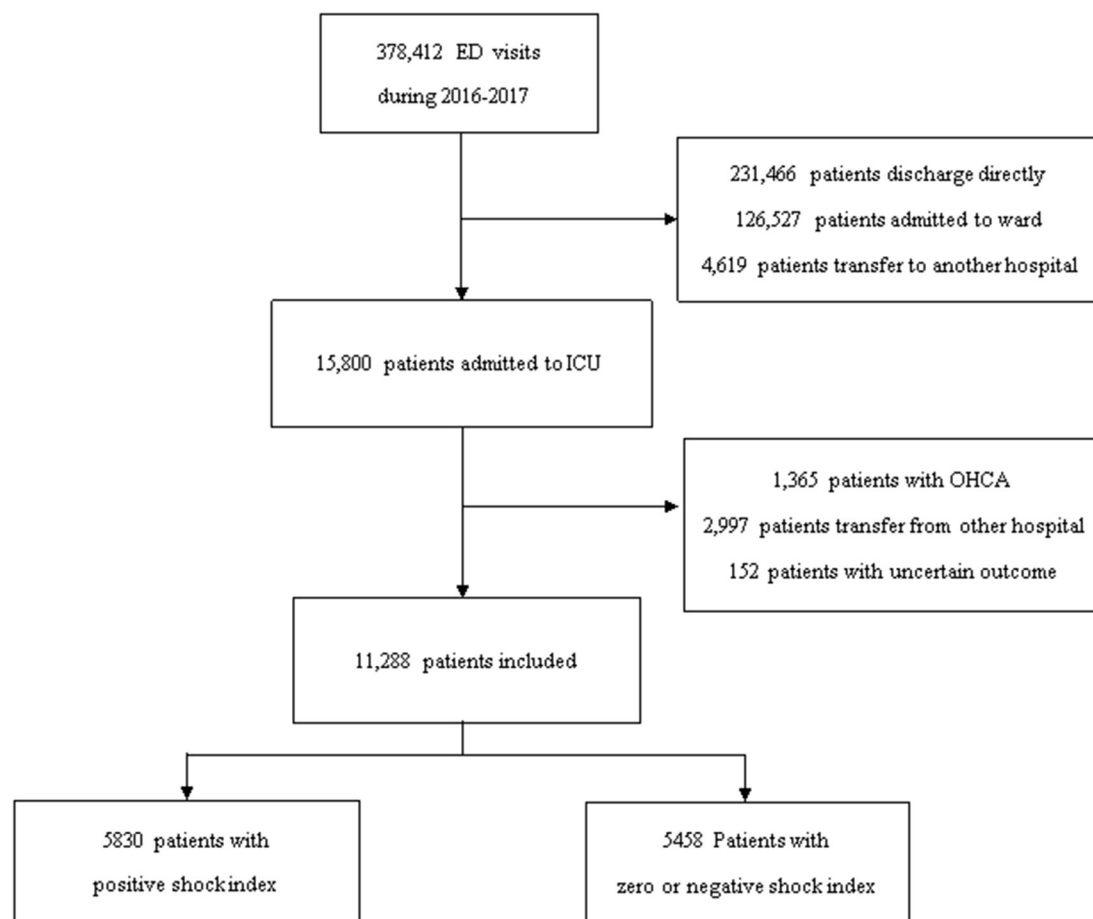 378,412 ED visits
during 2016-2017
231,466 patients discharge directly
126,527 patients admitted to ward
4,619 patients transfer to another hospital
15,800 patients admitted to ICU
1,365 patients with OHCA
2,997 patients transfer from other hospital
152 patients with uncertain outcome
11,288 patients included
5830 patients with
positive shock index
5458 Patients with
zero or negative shock index